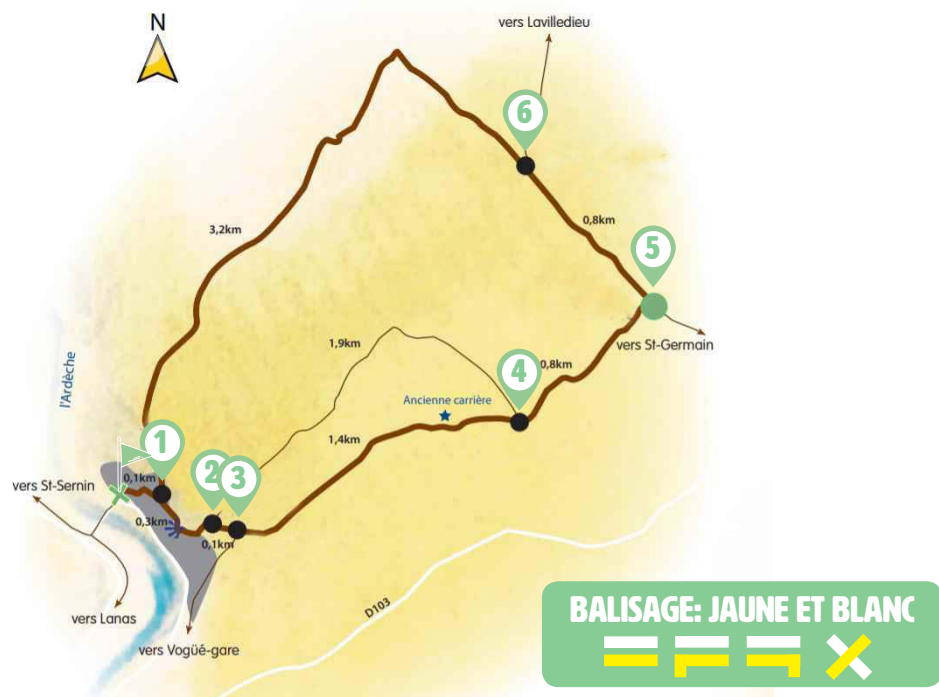 N
vers Lavilledieu
6
0,8km
3,2km
5
vers St-Germain
1,9km
4
0,8km
l'Ardèche
Ancienne carrière
1,4km
1
2
3
0,1km
vers St-Sernin
0,3km
0,1km
D103
vers Lanas
vers Vogüé-gare
BALISAGE: JAUNE ET BLANC